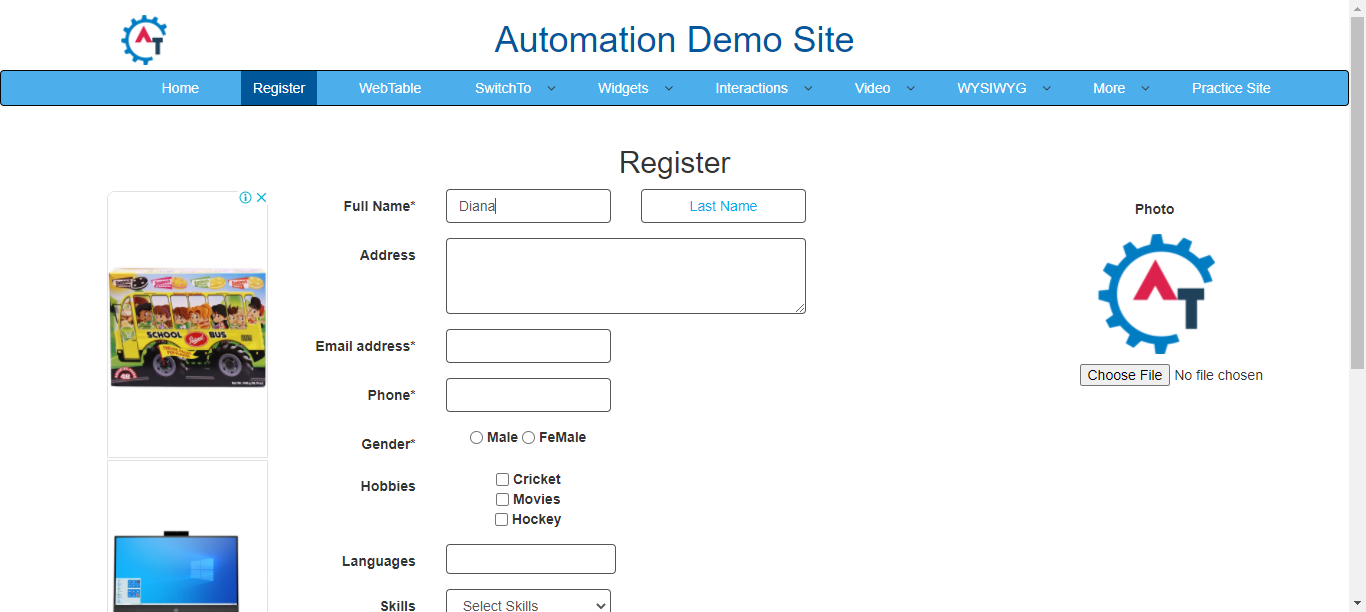 Automation Demo Site
Home Register WebTable SwitchTo Widgets Interactions Video WYSIWYG More Practice Site
Register
Full Name* Diana Last Name
Photo
Address
SCHOOL BUS
Email address*
Choose File No file chosen
Phone*
Gender* Male FeMale
Hobbies
Cricket
Movies
Hockey
Languages
Skills Select Skills